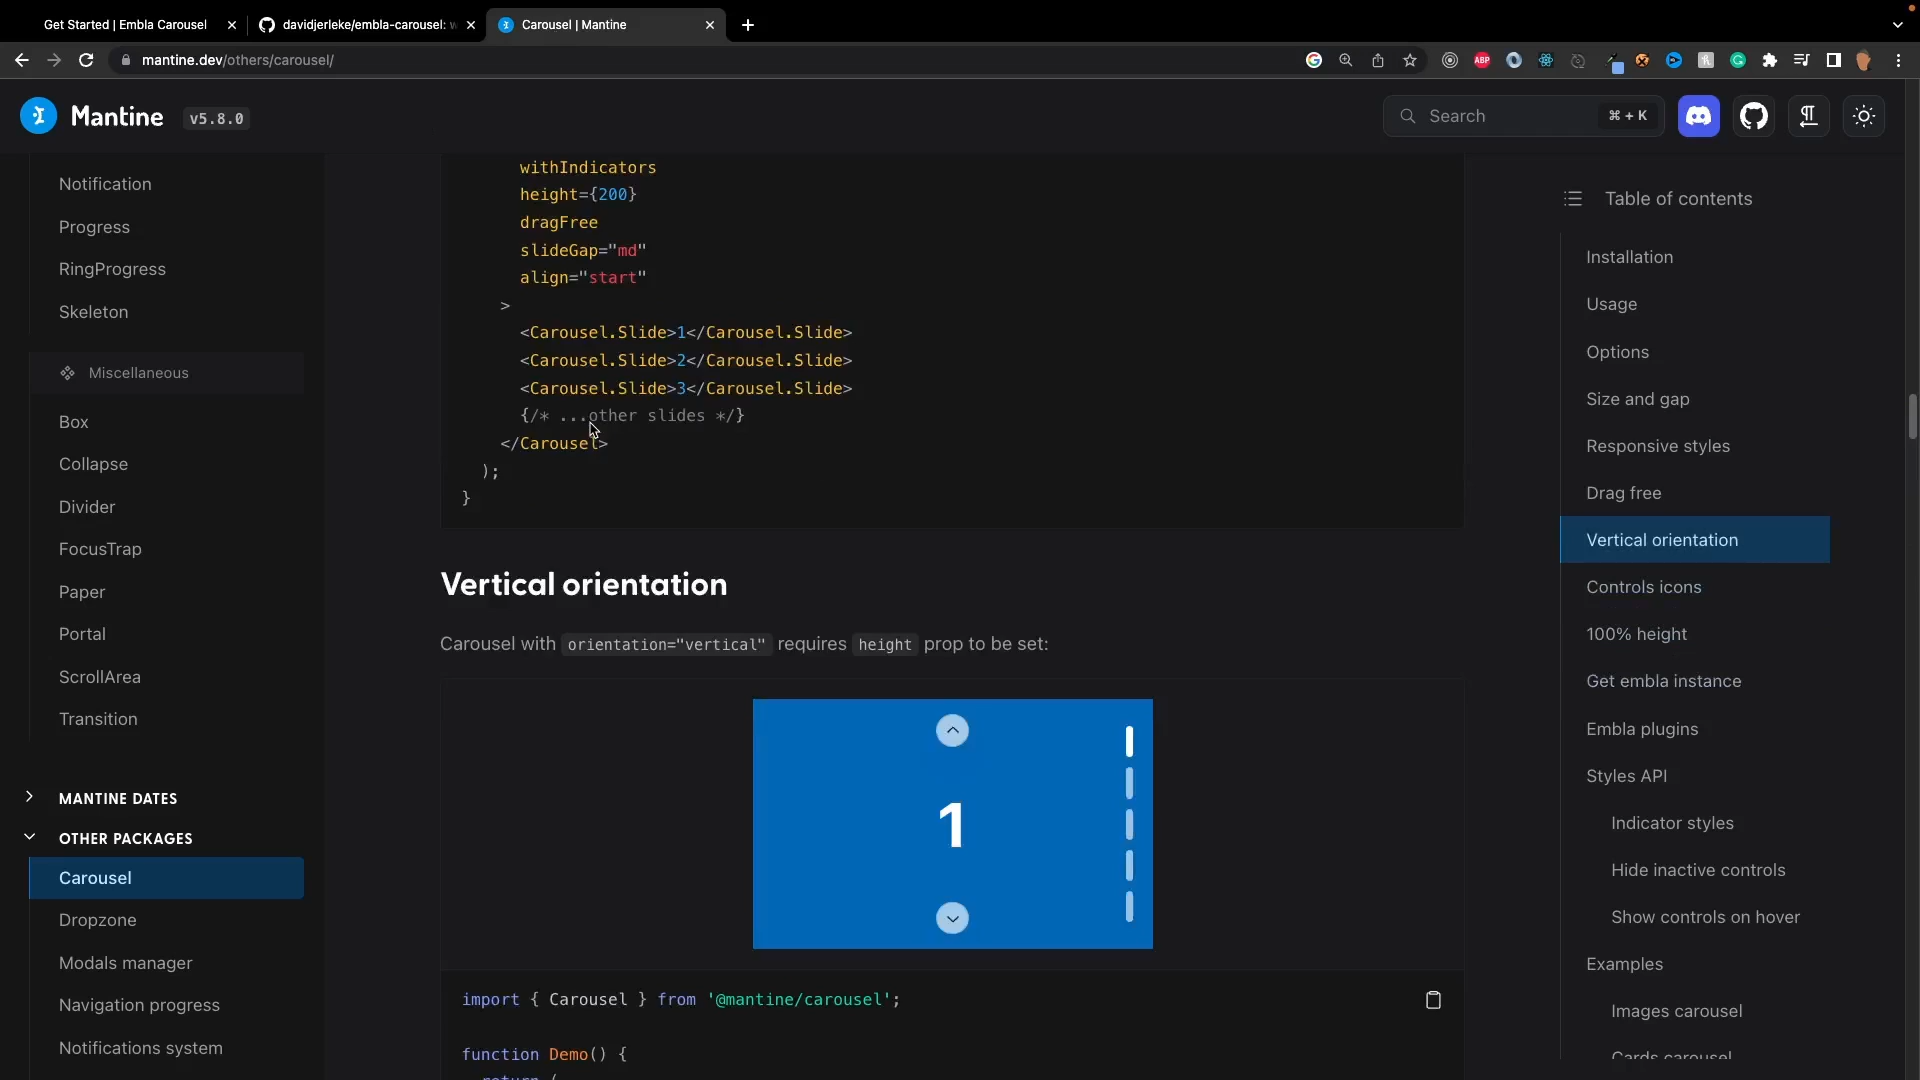 Get Started | Embla Carousel
davidjerleke/embla-carousel:
Carousel | Mantine
mantine.dev/others/carousel/
ABP
Mantine
v5.8.0
Search
⌘ + K
Notification
Progress
RingProgress
Skeleton
Miscellaneous
Box
Collapse
Divider
FocusTrap
Paper
Portal
ScrollArea
Transition
MANTINE DATES
OTHER PACKAGES
Carousel
Dropzone
Modals manager
Navigation progress
Notifications system
withIndicators
height={200}
dragFree
slideGap="md"
align="start"
>
<Carousel.Slide>1</Carousel.Slide>
<Carousel.Slide>2</Carousel.Slide>
<Carousel.Slide>3</Carousel.Slide>
{/* ...other slides */}
</Carousel>
);
}
Vertical orientation
Carousel with orientation="vertical" requires height prop to be set:
1
import { Carousel } from '@mantine/carousel';
function Demo() {
return (
Table of contents
Installation
Usage
Options
Size and gap
Responsive styles
Drag free
Vertical orientation
Controls icons
100% height
Get embla instance
Embla plugins
Styles API
Indicator styles
Hide inactive controls
Show controls on hover
Examples
Images carousel
Cards carousel